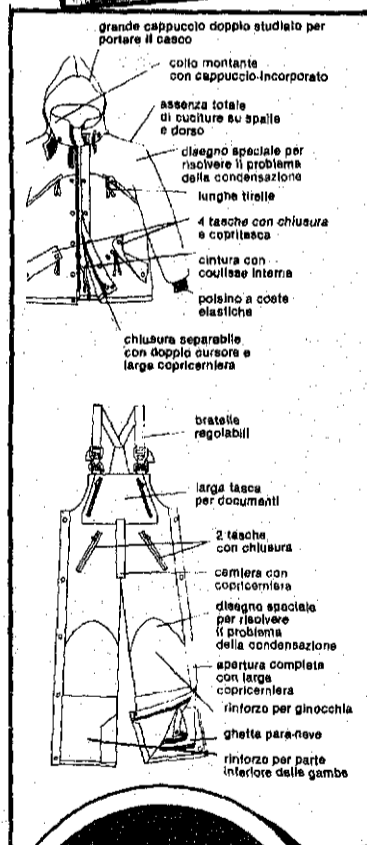 grande cappuccio doppio studiato per
portare il casco
collo montante
con cappuccio incorporato
assenza totale
di cuciture su spalle
e dorso
disegno speciale per
risolvere il problema
della condensazione
lunghe tirelle
4 tasche con chiusura
e copritasca
cintura con
coulisse interna
polsino a coste
elastiche
chiusura separabile
con doppio cursore e
larga copricerniera
bretelle
regolabili
larga tasca
per documenti
2 tasche
con chiusura
cerniera con
copricerniera
disegno speciale
per risolvere
il problema
della condensazione
apertura completa
con larga
copricerniera
rinforzo per ginocchia
ghetta para-neve
rinforzo per parte
inferiore delle gambe